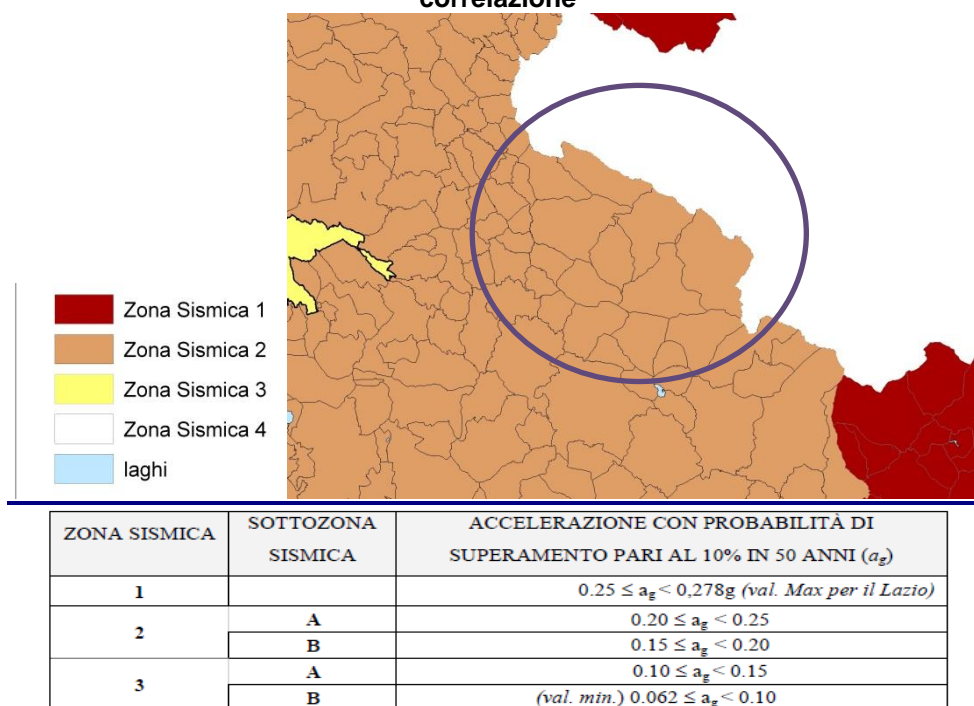 correlazione
Zona Sismica 1
Zona Sismica 2
Zona Sismica 3
Zona Sismica 4
laghi
ZONA SISMICA SOTTOZONA SISMICA ACCELERAZIONE CON PROBABILITÀ DI SUPERAMENTO PARI AL 10% IN 50 ANNI (ag)
1 0.25 ≤ ag < 0,278g (val. Max per il Lazio)
2 A 0.20 ≤ ag < 0.25
B 0.15 ≤ ag < 0.20
3 A 0.10 ≤ ag < 0.15
B (val. min.) 0.062 ≤ ag < 0.10